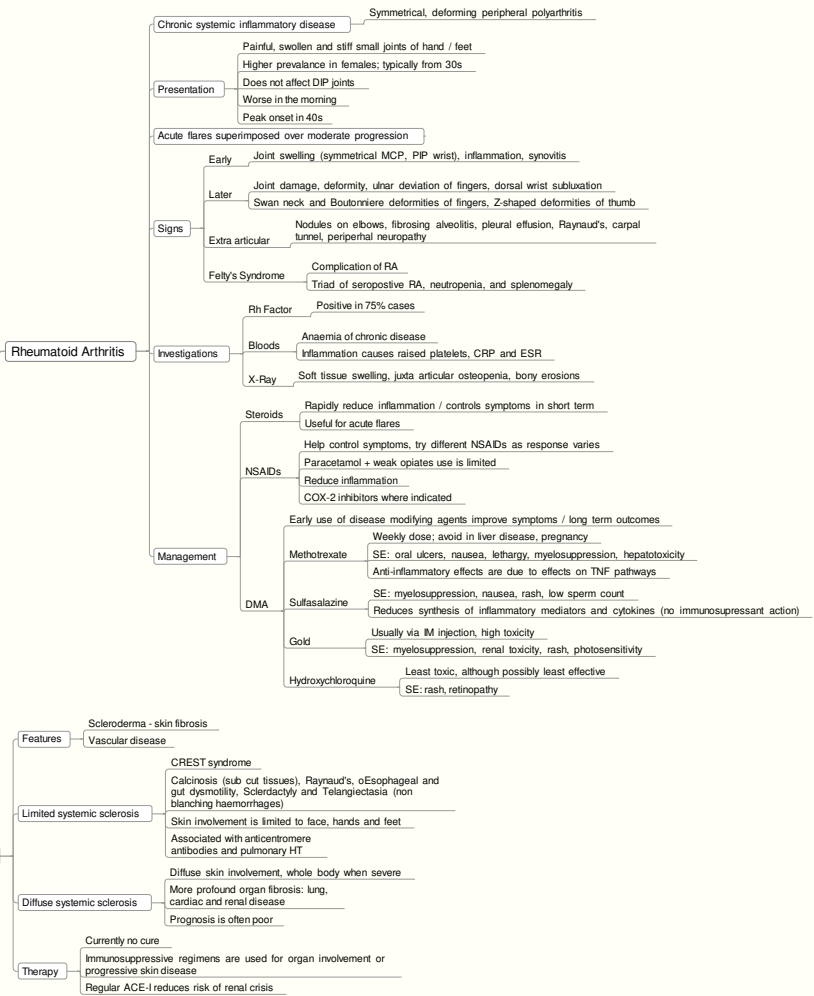 Chronic systemic inflammatory disease
Symmetrical, deforming peripheral polyarthritis
Presentation
Painful, swollen and stiff small joints of hand / feet
Higher prevalence in females; typically from 30s
Does not affect DIP joints
Worse in the morning
Peak onset in 40s
Acute flares superimposed over moderate progression
Signs
Early
Joint swelling (symmetrical MCP, PIP wrist), inflammation, synovitis
Later
Joint damage, deformity, ulnar deviation of fingers, dorsal wrist subluxation
Swan neck and Boutonniere deformities of fingers, Z-shaped deformities of thumb
Extra articular
Nodules on elbows, fibrosing alveolitis, pleural effusion, Raynaud's, carpal
tunnel, periperhal neuropathy
Felty's Syndrome
Complication of RA
Triad of seropostive RA, neutropenia, and splenomegaly
Rheumatoid Arthritis
Investigations
Rh Factor
Positive in 75% cases
Bloods
Anaemia of chronic disease
Inflammation causes raised platelets, CRP and ESR
X-Ray
Soft tissue swelling, juxta articular osteopenia, bony erosions
Management
Steroids
Rapidly reduce inflammation / controls symptoms in short term
Useful for acute flares
NSAIDs
Help control symptoms, try different NSAIDs as response varies
Paracetamol + weak opiates use is limited
Reduce inflammation
COX-2 inhibitors where indicated
DMA
Early use of disease modifying agents improve symptoms / long term outcomes
Methotrexate
Weekly dose; avoid in liver disease, pregnancy
SE: oral ulcers, nausea, lethargy, myelosuppression, hepatotoxicity
Anti-inflammatory effects are due to effects on TNF pathways
Sulfasalazine
SE: myelosuppression, nausea, rash, low sperm count
Reduces synthesis of inflammatory mediators and cytokines (no immunosupressant action)
Gold
Usually via IM injection, high toxicity
SE: myelosuppression, renal toxicity, rash, photosensitivity
Hydroxychloroquine
Least toxic, although possibly least effective
SE: rash, retinopathy
Features
Scleroderma - skin fibrosis
Vascular disease
Limited systemic sclerosis
CREST syndrome
Calcinosis (sub cut tissues), Raynaud's, oEsophageal and
gut dysmotility, Sclerdactyly and Telangiectasia (non
blanching haemorrhages)
Skin involvement is limited to face, hands and feet
Associated with anticentromere
antibodies and pulmonary HT
Diffuse systemic sclerosis
Diffuse skin involvement, whole body when severe
More profound organ fibrosis: lung,
cardiac and renal disease
Prognosis is often poor
Therapy
Currently no cure
Immunosuppressive regimens are used for organ involvement or
progressive skin disease
Regular ACE-I reduces risk of renal crisis